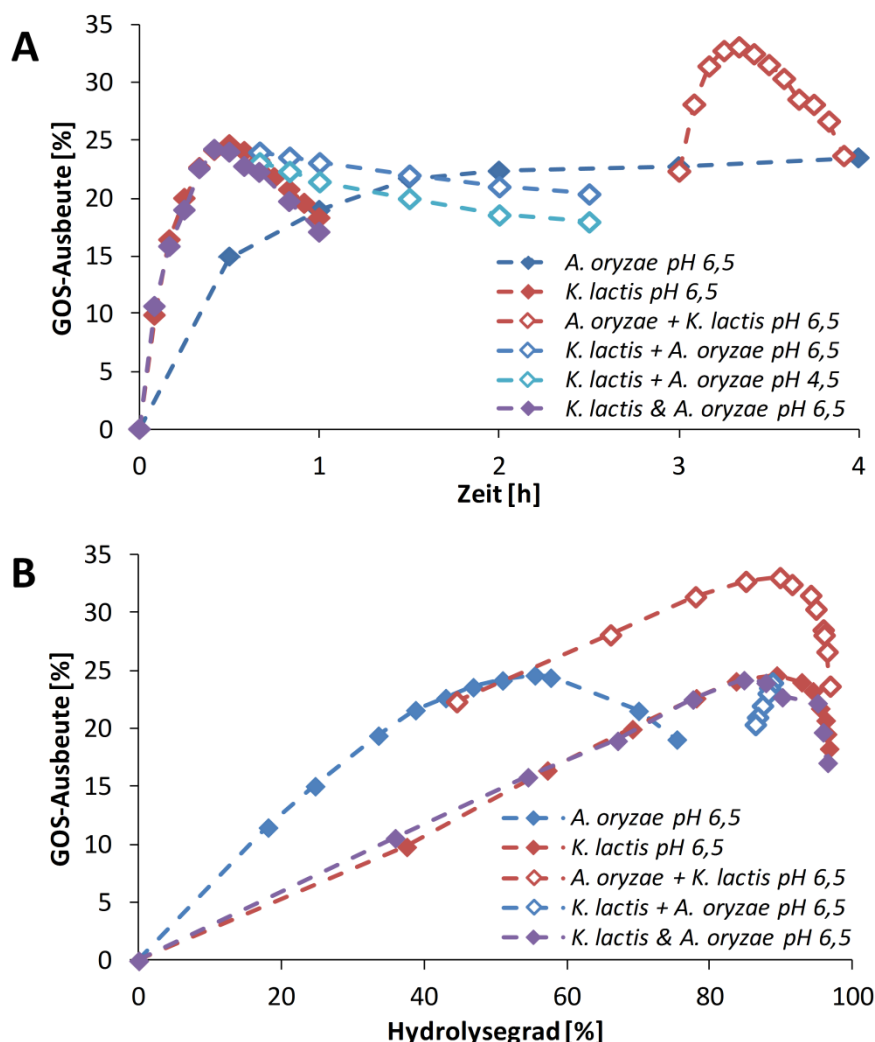 A
35
30
25
20
15
10
5
0
GOS-Ausbeute [%]
A. oryzae pH 6,5
K. lactis pH 6,5
A. oryzae + K. lactis pH 6,5
K. lactis + A. oryzae pH 6,5
K. lactis + A. oryzae pH 4,5
K. lactis & A. oryzae pH 6,5
0 1 2 3 4
Zeit [h]
B
35
30
25
20
15
10
5
0
GOS-Ausbeute [%]
A. oryzae pH 6,5
K. lactis pH 6,5
A. oryzae + K. lactis pH 6,5
K. lactis + A. oryzae pH 6,5
K. lactis & A. oryzae pH 6,5
0 20 40 60 80 100
Hydrolysegrad [%]